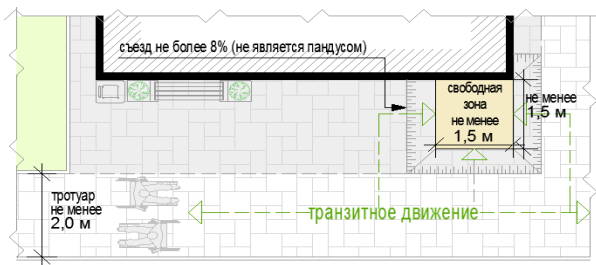 съезд не более 8% (не является пандусом)
свободная
зона
не менее
1,5 м
не менее
1,5 м
тротуар
не менее
2,0 м
транзитное движение